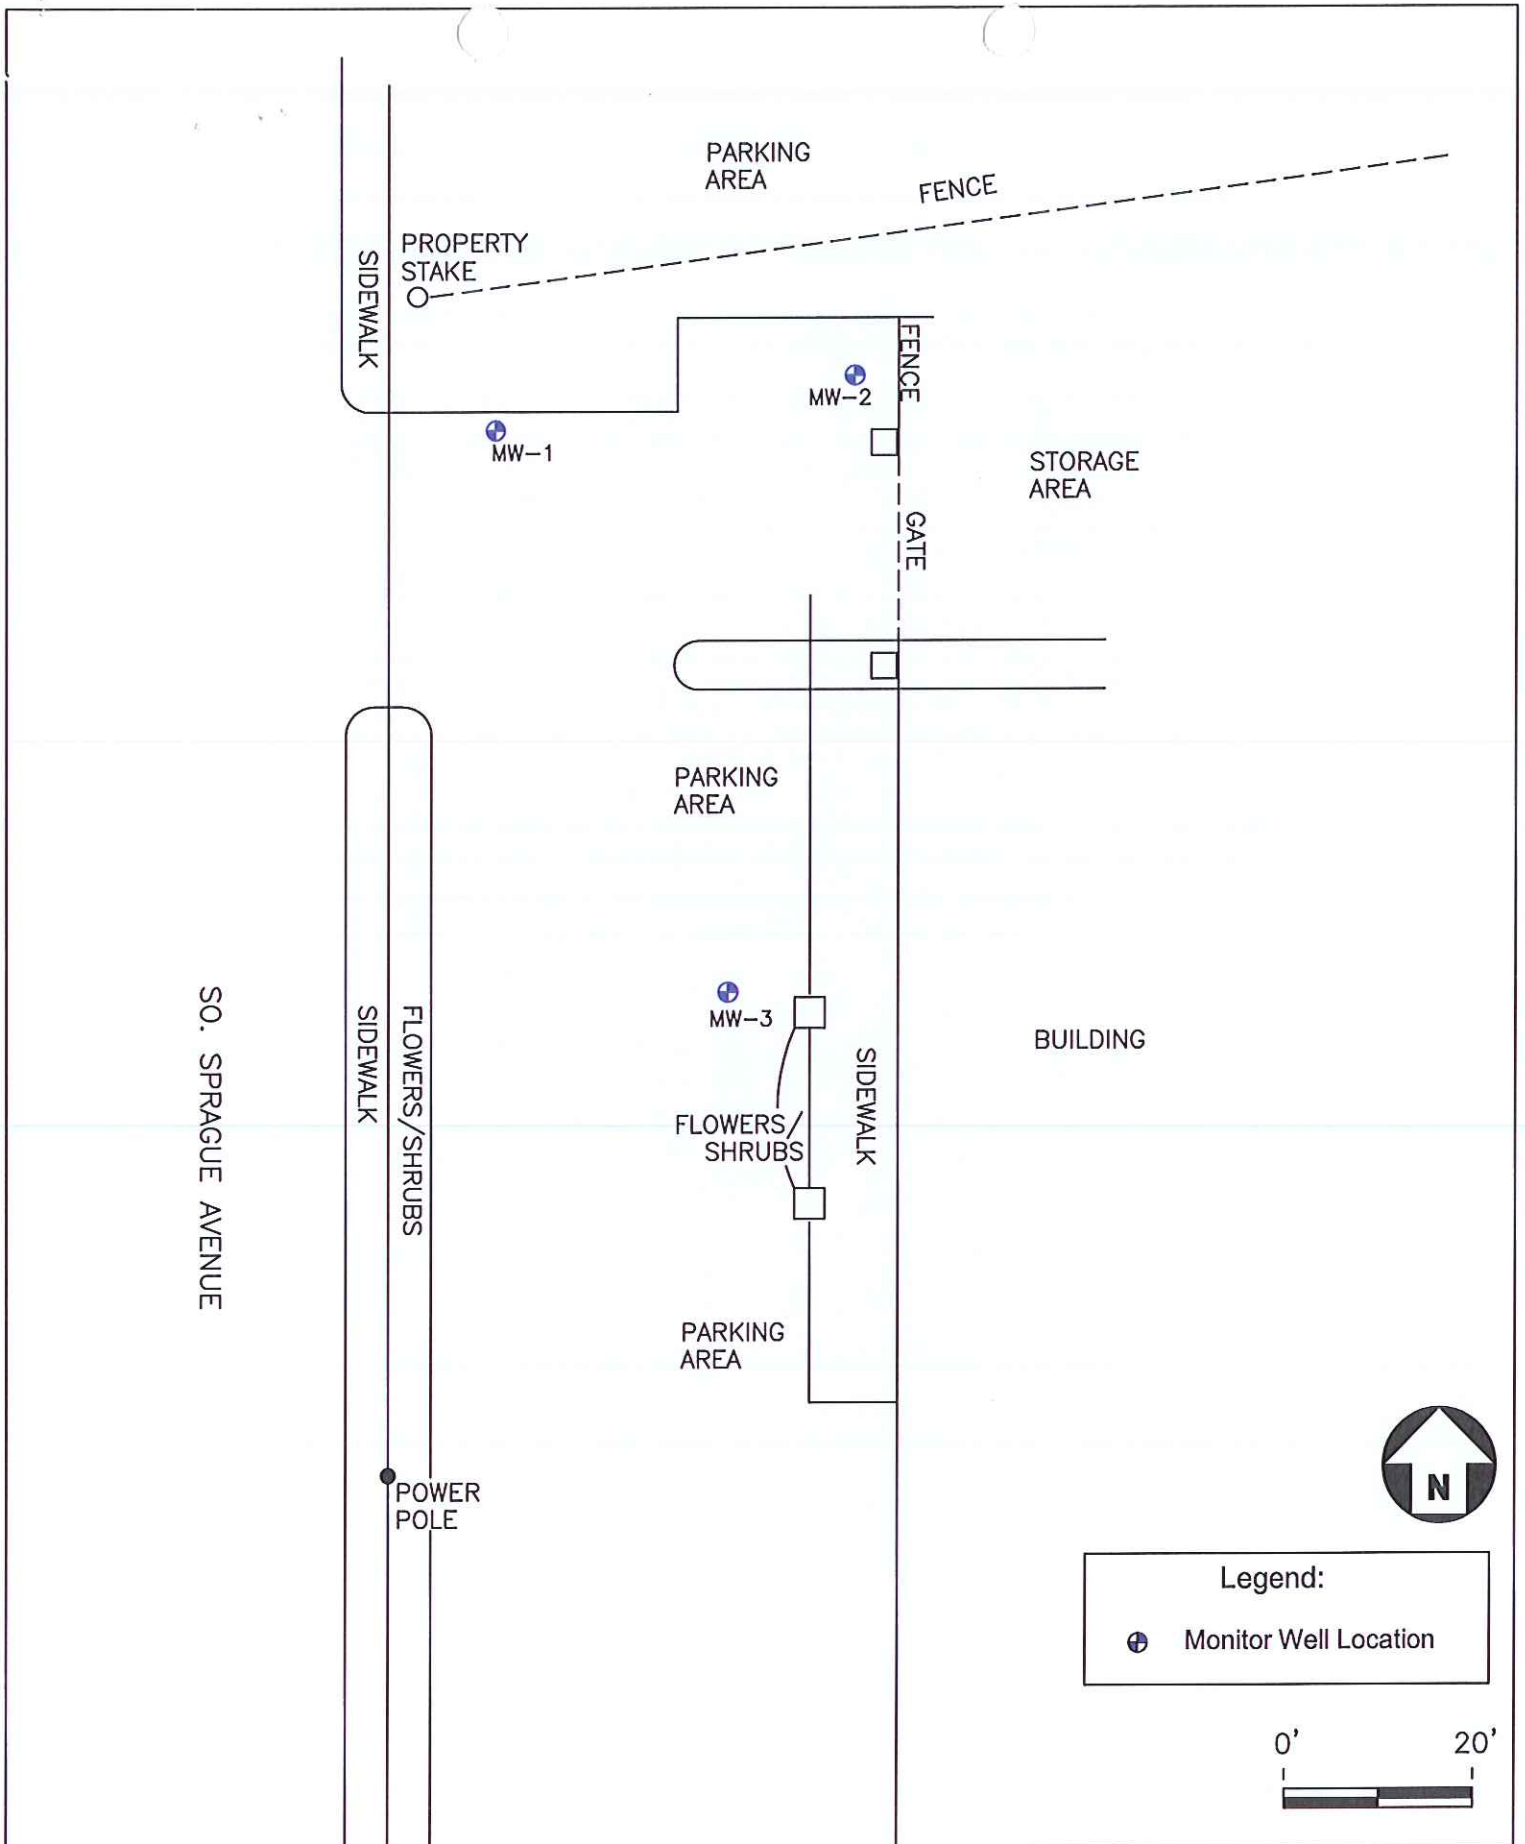 PARKING
AREA
FENCE
PROPERTY
STAKE
SIDEWALK
FENCE
MW-2
MW-1
STORAGE
AREA
GATE
PARKING
AREA
SO. SPRAGUE AVENUE
SIDEWALK
FLOWERS/SHRUBS
MW-3
SIDEWALK
BUILDING
FLOWERS/
SHRUBS
PARKING
AREA
POWER
POLE
N
Legend:
Monitor Well Location
0' 20'